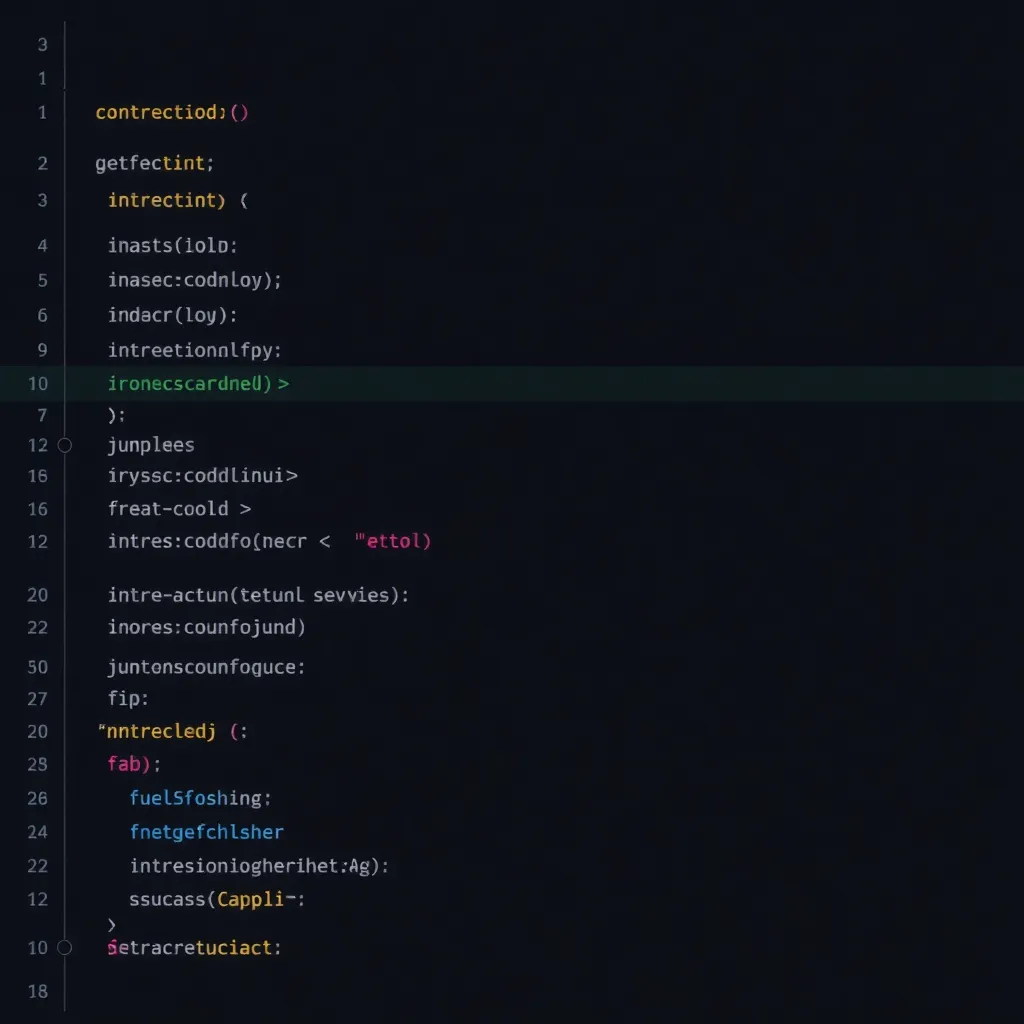 3
1
1 contrectiod:()
2 getfectint;
3 intrectint) (
4 inasts(iolp:
5 inasec:codnloy);
6 indacr(loy):
9 intreetionnlfpy:
10 ironecscardnell) >
7 );
12 junplees
16 iryssc:coddlinui>
16 freat-coold >
12 intres:coddfo(necr < "ettol)
20 intre-actun(tetunl sevvies):
22 inores:counfojund)
50 juntonscounfoguce:
27 fip:
20 "nntrecledj (:
28 fab);
26 fuelSfoshing:
24 fnetgefchlsher
22 intresioniogherihet:Ag):
12 ssucass(Cappli-:
>
10 setracretuciact:
18